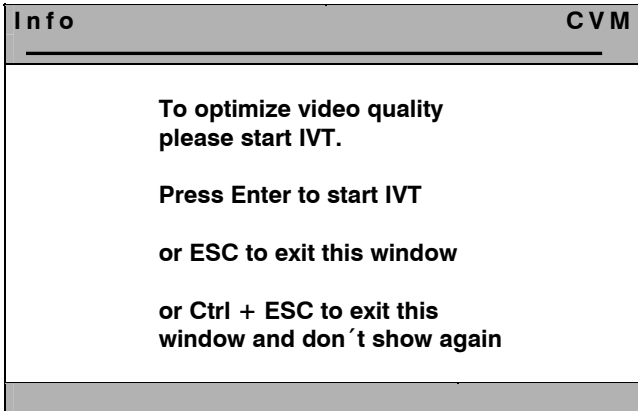 Info CVM
To optimize video quality
please start IVT.
Press Enter to start IVT
or ESC to exit this window
or Ctrl + ESC to exit this
window and don´t show again